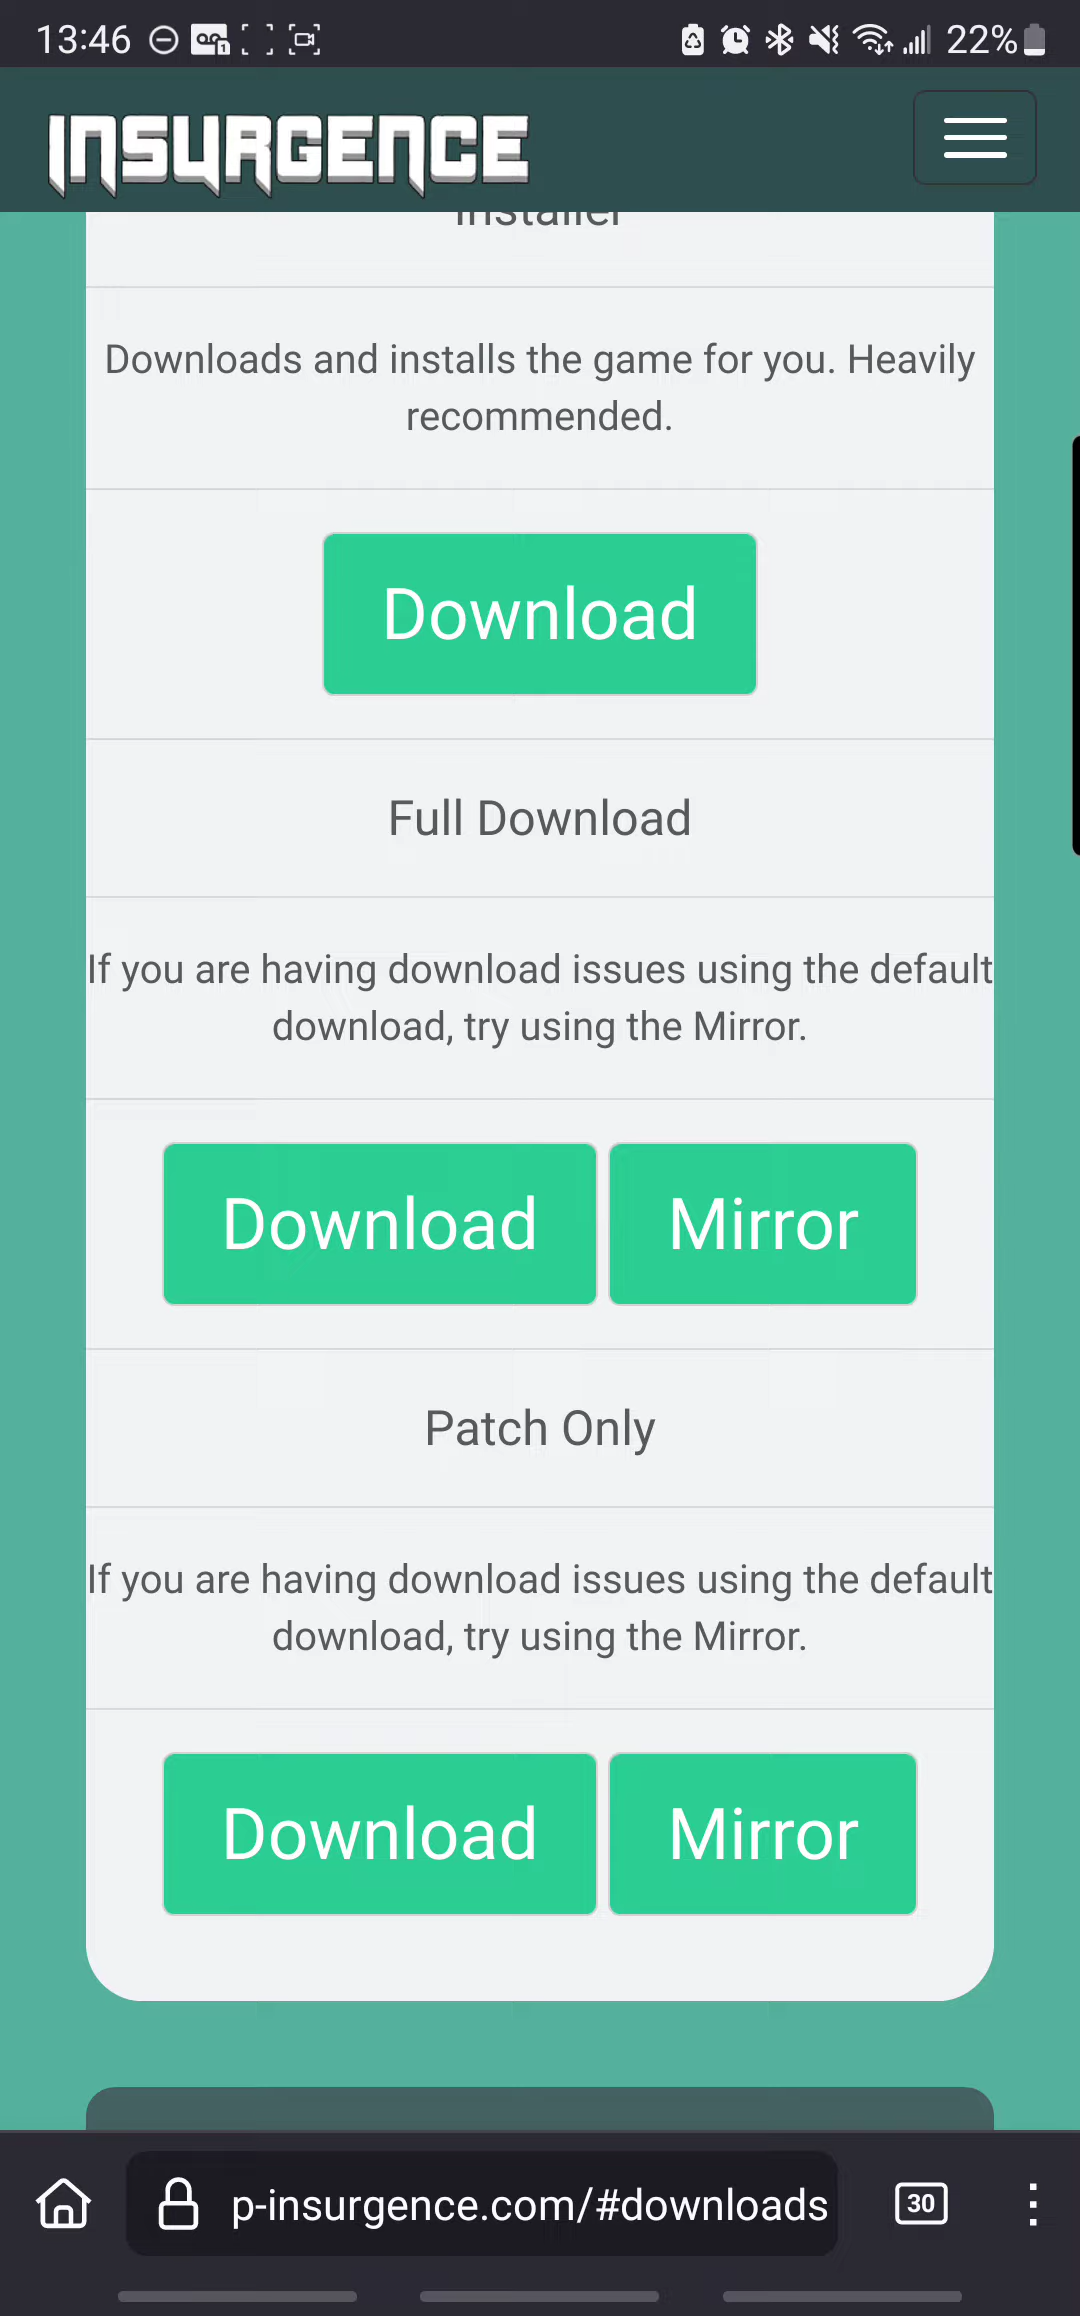 13:46
22%
INSURGENCE
Installer
Downloads and installs the game for you. Heavily
recommended.
Download
Full Download
If you are having download issues using the default
download, try using the Mirror.
Download Mirror
Patch Only
If you are having download issues using the default
download, try using the Mirror.
Download Mirror
p-insurgence.com/#downloads
30